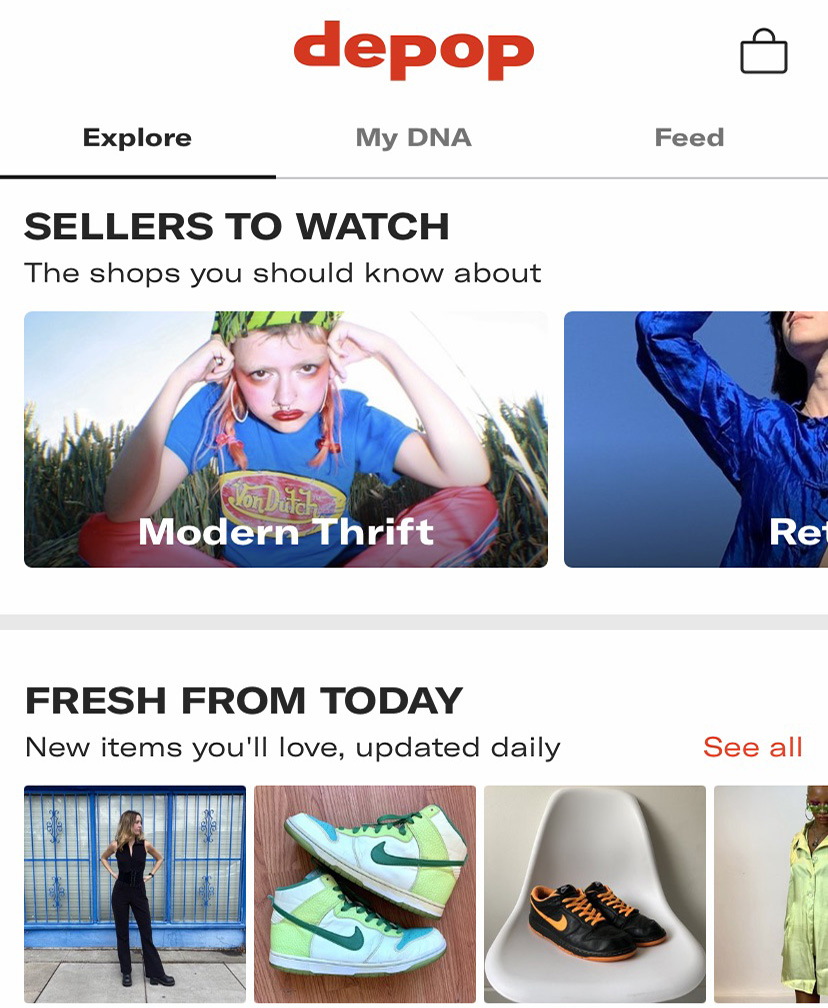 depop
Explore
My DNA
Feed
SELLERS TO WATCH
The shops you should know about
Von Dutch
Modern Thrift
Ret
FRESH FROM TODAY
New items you'll love, updated daily
See all